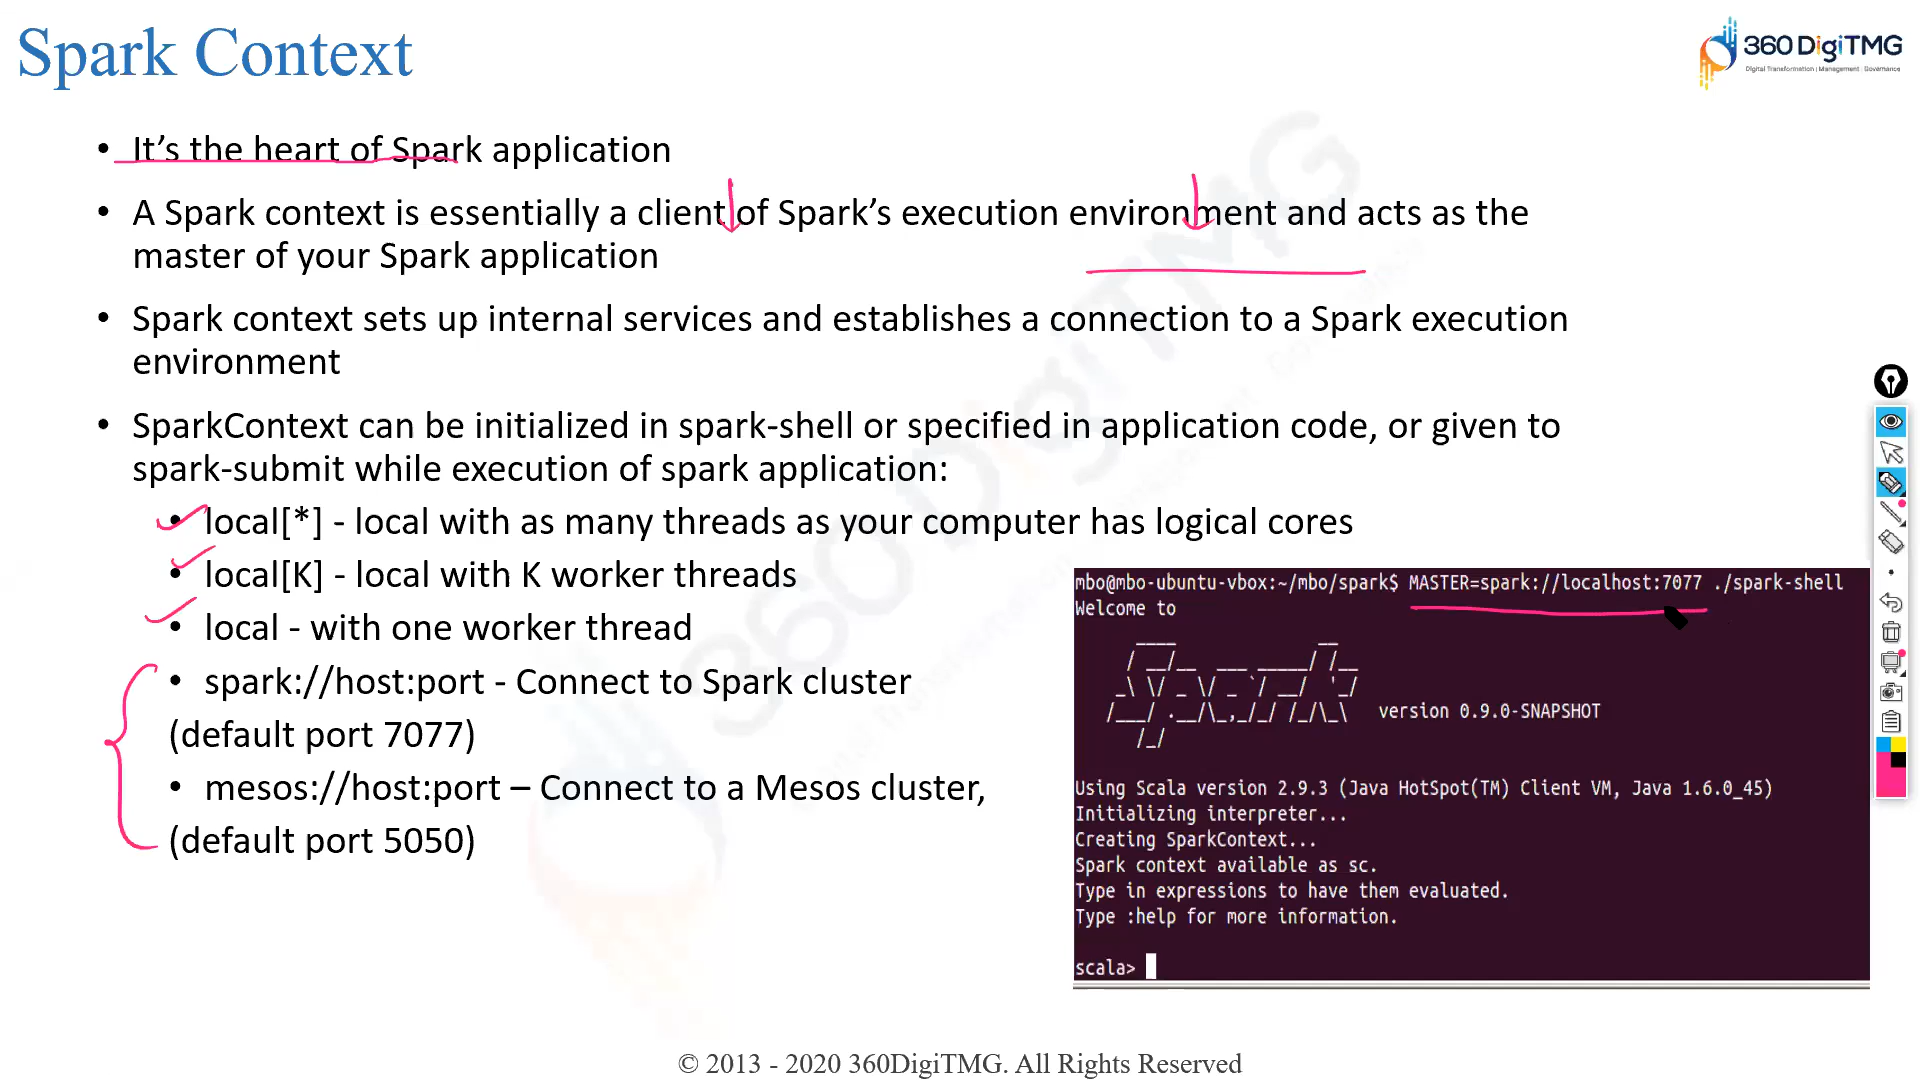 Spark Context
360DigiTMG
Digital Transformation | Management | Governance
• It’s the heart of Spark application
• A Spark context is essentially a client of Spark’s execution environment and acts as the
master of your Spark application
• Spark context sets up internal services and establishes a connection to a Spark execution
environment
• SparkContext can be initialized in spark-shell or specified in application code, or given to
spark-submit while execution of spark application:
• local[*] - local with as many threads as your computer has logical cores
• local[K] - local with K worker threads
• local - with one worker thread
• spark://host:port - Connect to Spark cluster
(default port 7077)
• mesos://host:port – Connect to a Mesos cluster,
(default port 5050)
mbo@mbo-ubuntu-vbox:~/mbo/spark$ MASTER=spark://localhost:7077 ./spark-shell
Welcome to
Spark version 0.9.0-SNAPSHOT
Using Scala version 2.9.3 (Java HotSpot(TM) Client VM, Java 1.6.0_45)
Initializing interpreter...
Creating SparkContext...
Spark context available as sc.
Type in expressions to have them evaluated.
Type :help for more information.
scala>
360DigiTMG
© 2013 - 2020 360DigiTMG. All Rights Reserved